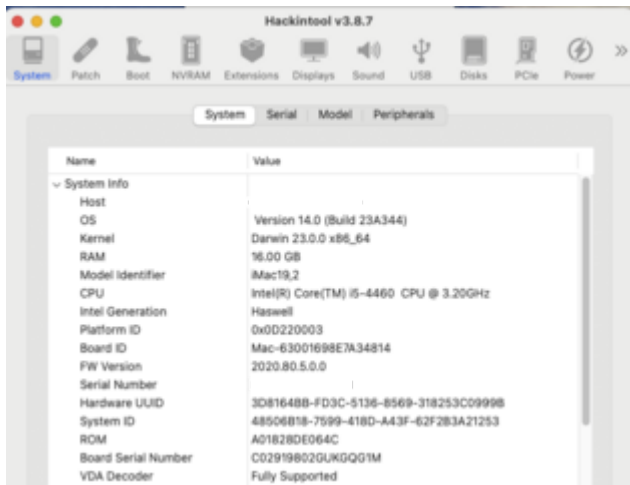 Hackintool v3.8.7
System Patch Boot NVRAM Extensions Displays Sound USB Disks PCIe Power »
System Serial Model Peripherals
Name Value
System Info
Host
OS Version 14.0 (Build 23A344)
Kernel Darwin 23.0.0 x86_64
RAM 16.00 GB
Model Identifier iMac19,2
CPU Intel(R) Core(TM) i5-4460 CPU @ 3.20GHz
Intel Generation Haswell
Platform ID 0x0D220003
Board ID Mac-63001698E7A34814
FW Version 2020.80.5.0.0
Serial Number
Hardware UUID 3D8164BB-FD3C-5136-8569-318253C0999B
System ID 48506B18-7599-418D-A43F-62F2B3A21253
ROM A01828DE064C
Board Serial Number C02919802GUKGQG1M
VDA Decoder Fully Supported